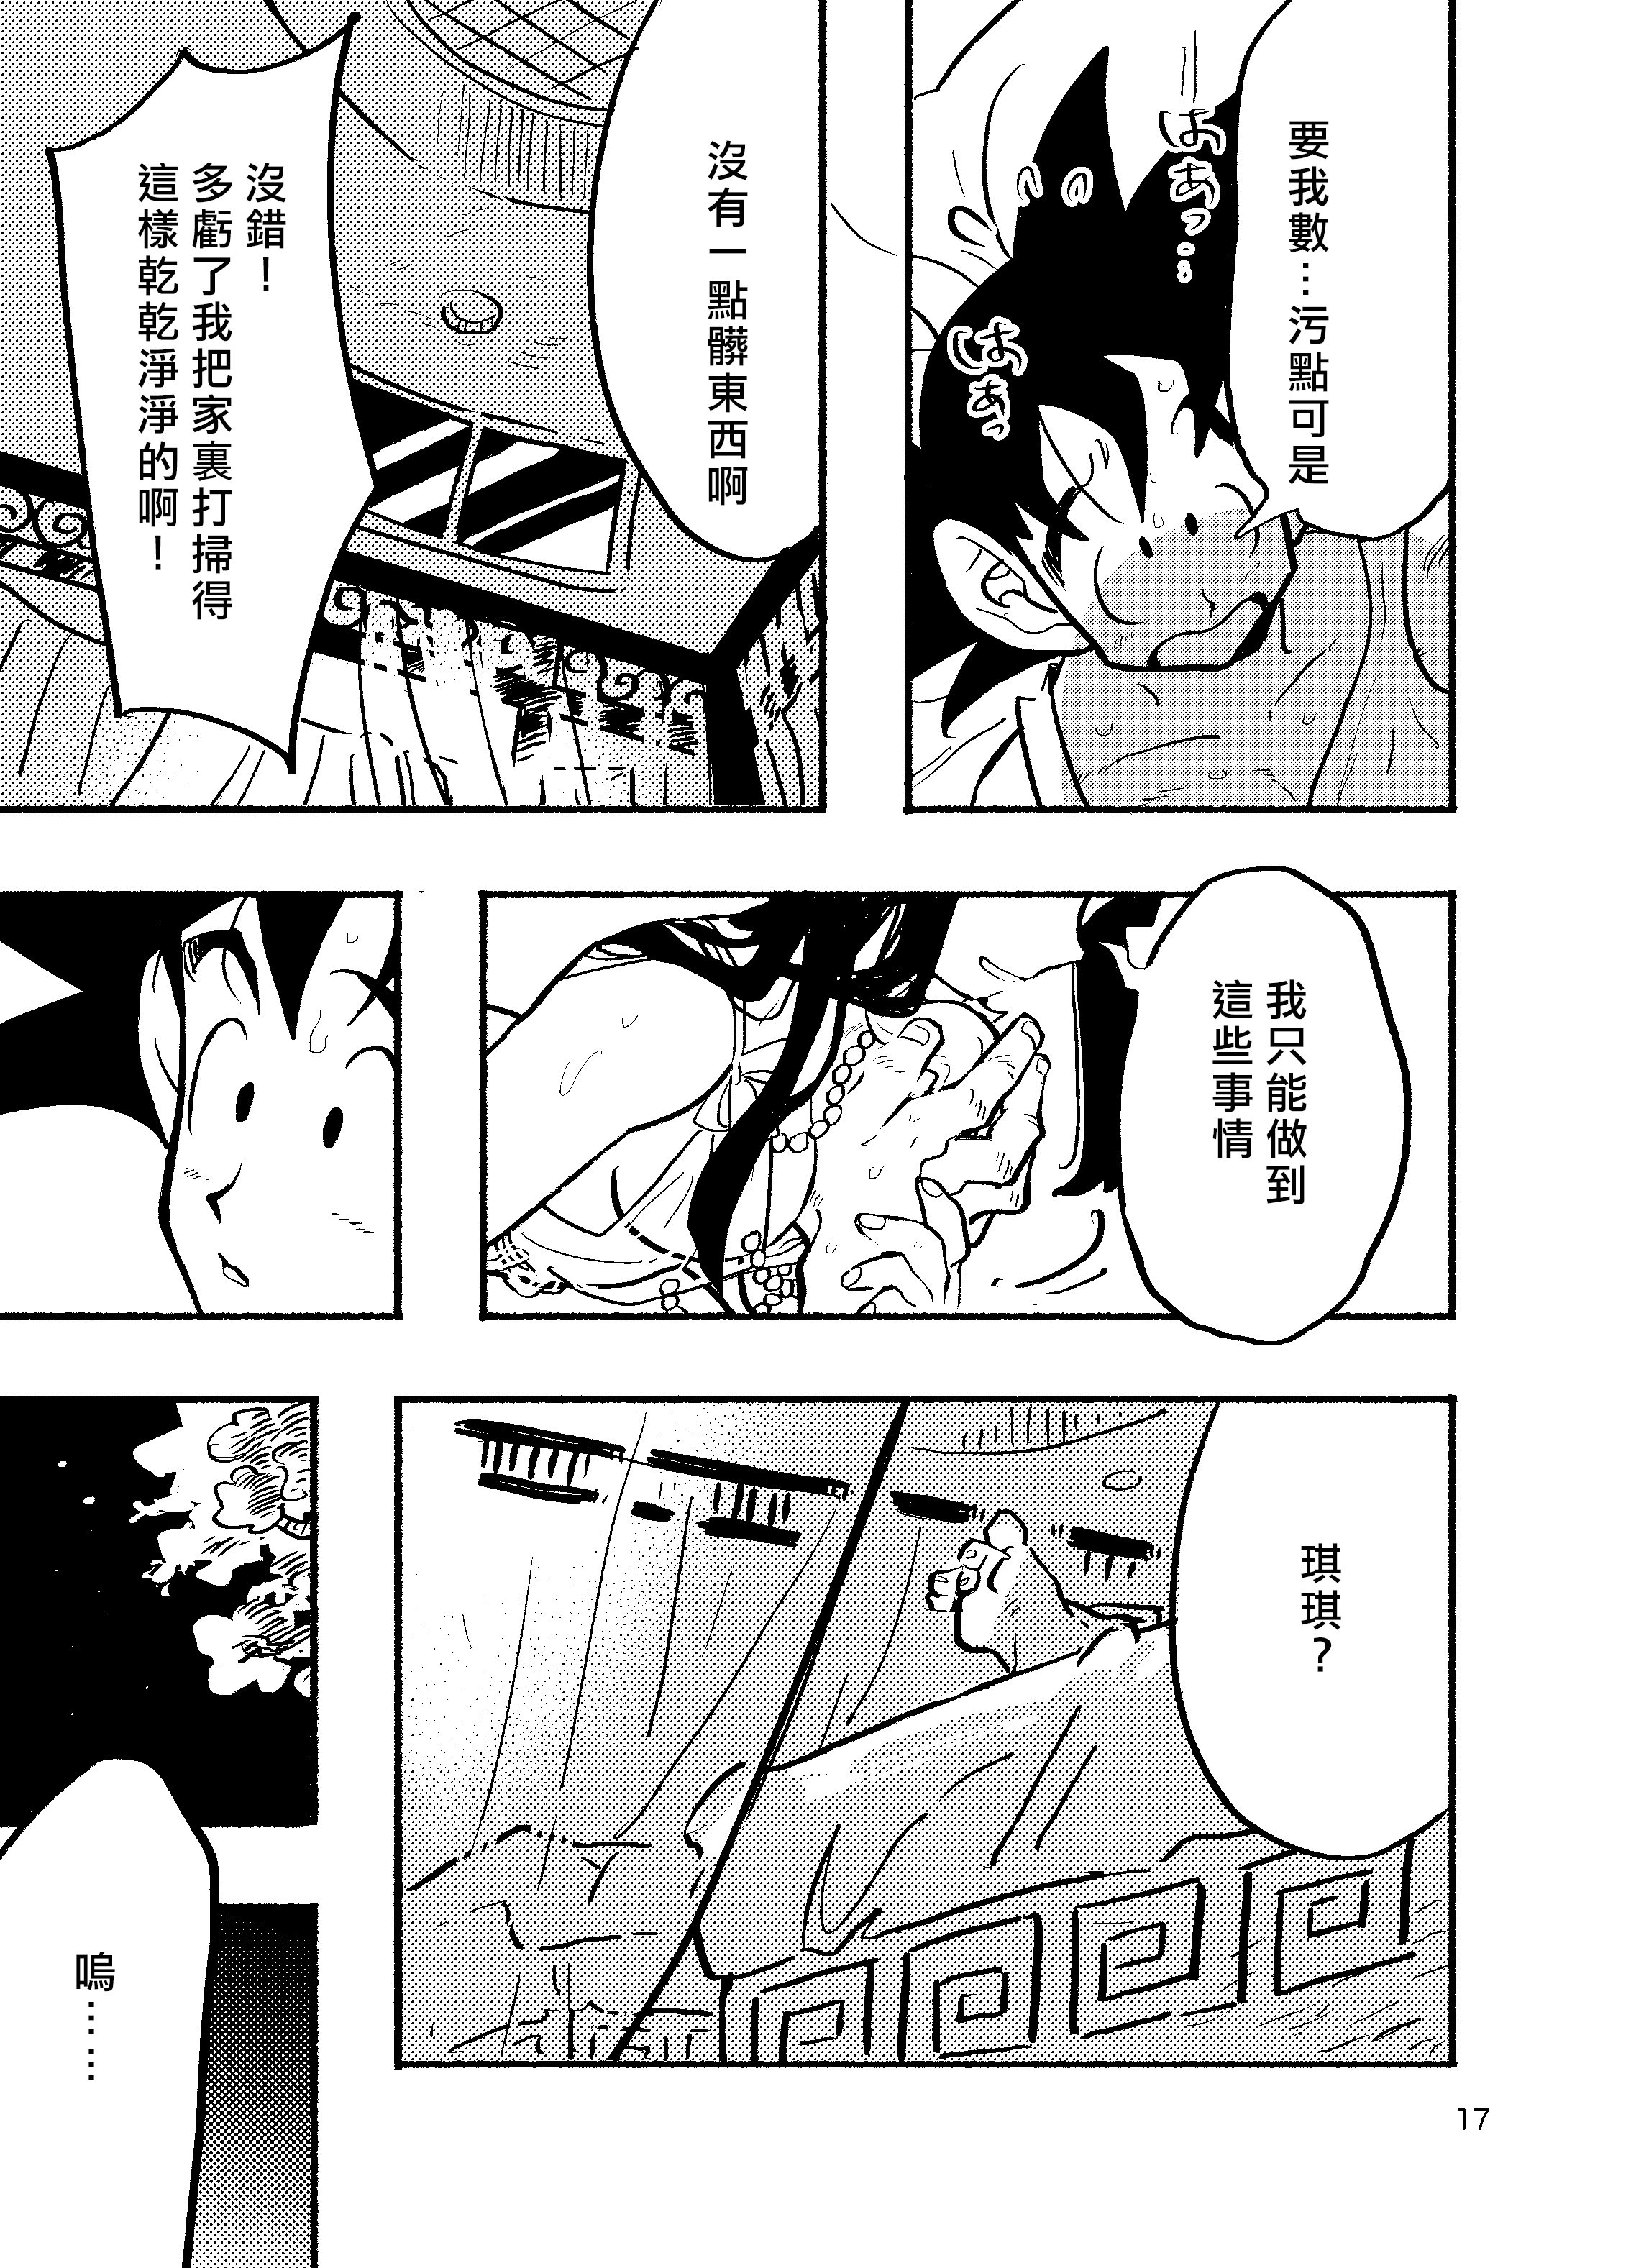 要我數…污點可是
はあっ…
はあっ
沒有一點髒東西啊
沒錯！
多虧了我把家裏打掃得
這樣乾乾淨淨的啊！
我只能做到
這些事情
琪琪？
嗚……
17